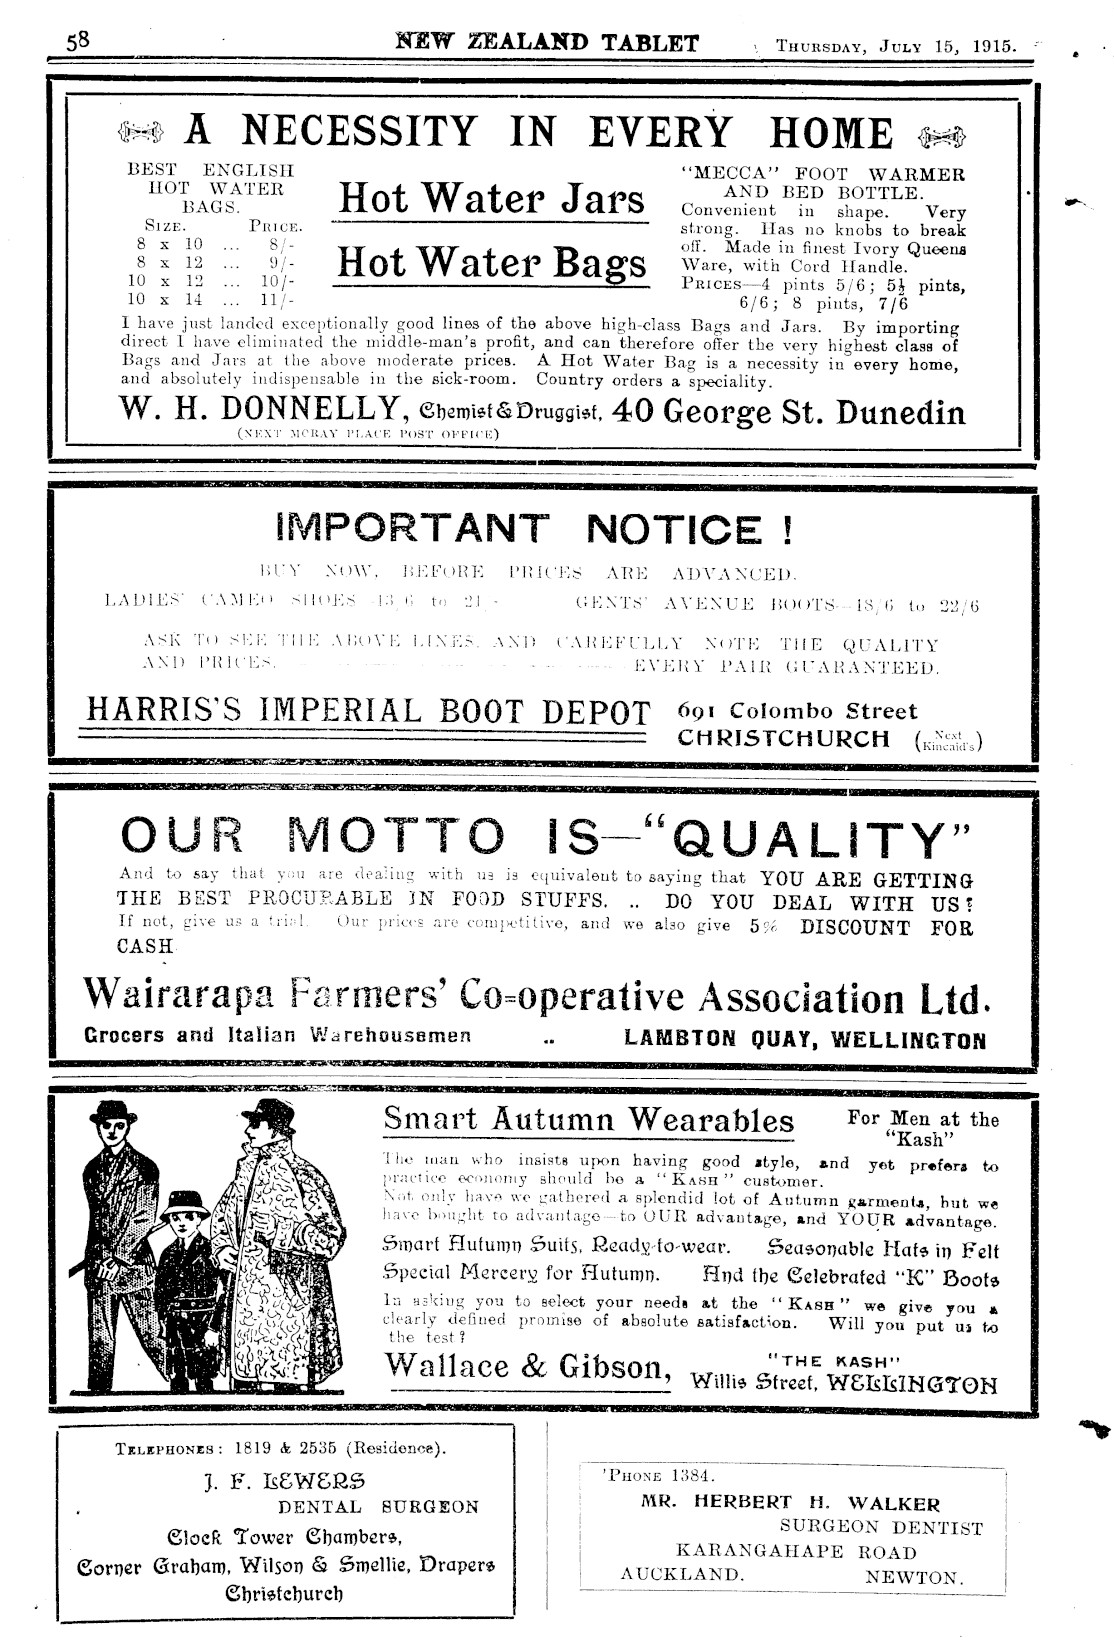 58 NEW ZEALAND TABLET Thursday, July 15, 1915.
A NECESSITY IN EVERY HOME
BEST ENGLISH
HOT WATER
BAGS.
Size. Price.
8 x 10 ... 8/-
8 x 12 ... 9/-
10 x 12 ... 10/-
10 x 14 ... 11/-
Hot Water Jars
Hot Water Bags
"MECCA" FOOT WARMER
AND BED BOTTLE.
Convenient in shape. Very
strong. Has no knobs to break
off. Made in finest Ivory Queens
Ware, with Cord Handle.
Prices—4 pints 5/6; 5½ pints,
6/6; 8 pints, 7/6
I have just landed exceptionally good lines of the above high-class Bags and Jars. By importing
direct I have eliminated the middle-man's profit, and can therefore offer the very highest class of
Bags and Jars at the above moderate prices. A Hot Water Bag is a necessity in every home,
and absolutely indispensable in the sick-room. Country orders a speciality.
W. H. DONNELLY, Chemist & Druggist, 40 George St. Dunedin
(NEXT MCRAY PLACE POST OFFICE)
IMPORTANT NOTICE!
BUY NOW, BEFORE PRICES ARE ADVANCED.
LADIES' CAMEO SHOES 13/6 to 21/- GENTS' AVENUE BOOTS—18/6 to 22/6
ASK TO SEE THE ABOVE LINES, AND CAREFULLY NOTE THE QUALITY
AND PRICES. EVERY PAIR GUARANTEED.
HARRIS'S IMPERIAL BOOT DEPOT 691 Colombo Street
CHRISTCHURCH (Next Kincaid's)
OUR MOTTO IS—"QUALITY"
And to say that you are dealing with us is equivalent to saying that YOU ARE GETTING
THE BEST PROCURABLE IN FOOD STUFFS. .. DO YOU DEAL WITH US?
If not, give us a trial. Our prices are competitive, and we also give 5% DISCOUNT FOR
CASH
Wairarapa Farmers' Co=operative Association Ltd.
Grocers and Italian Warehousemen .. LAMBTON QUAY, WELLINGTON
Smart Autumn Wearables For Men at the
"Kash"
The man who insists upon having good style, and yet prefers to
practice economy should be a "Kash" customer.
Not only have we gathered a splendid lot of Autumn garments, but we
have bought to advantage—to OUR advantage, and YOUR advantage.
Smart Autumn Suits, Ready-to-wear. Seasonable Hats in Felt
Special Mercery for Autumn. And the Celebrated "K" Boots
In asking you to select your needs at the "Kash" we give you a
clearly defined promise of absolute satisfaction. Will you put us to
the test?
Wallace & Gibson, "THE KASH"
Willis Street, WELLINGTON
Telephones: 1819 & 2535 (Residence).
J. F. LEWERS
DENTAL SURGEON
Clock Tower Chambers,
Corner Graham, Wilson & Smellie, Drapers
Christchurch
'Phone 1384.
MR. HERBERT H. WALKER
SURGEON DENTIST
KARANGAHAPE ROAD
AUCKLAND. NEWTON.